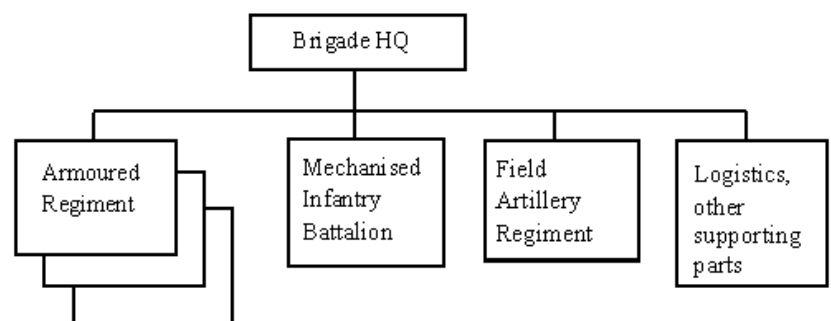 Brigade HQ
Armoured
Regiment
Mechanised
Infantry
Battalion
Field
Artillery
Regiment
Logistics,
other
supporting
parts